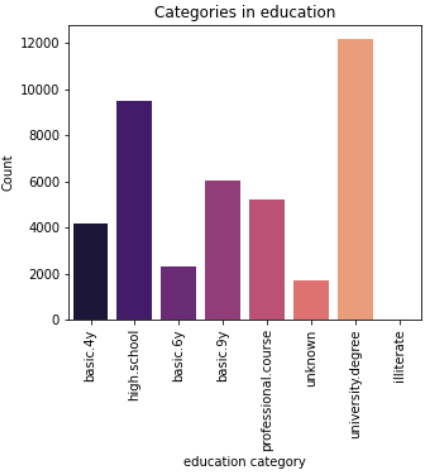 Categories in education
12000
10000
8000
6000
4000
2000
0
Count
basic.4y
high.school
basic.6y
basic.9y
professional.course
unknown
university.degree
illiterate
education category